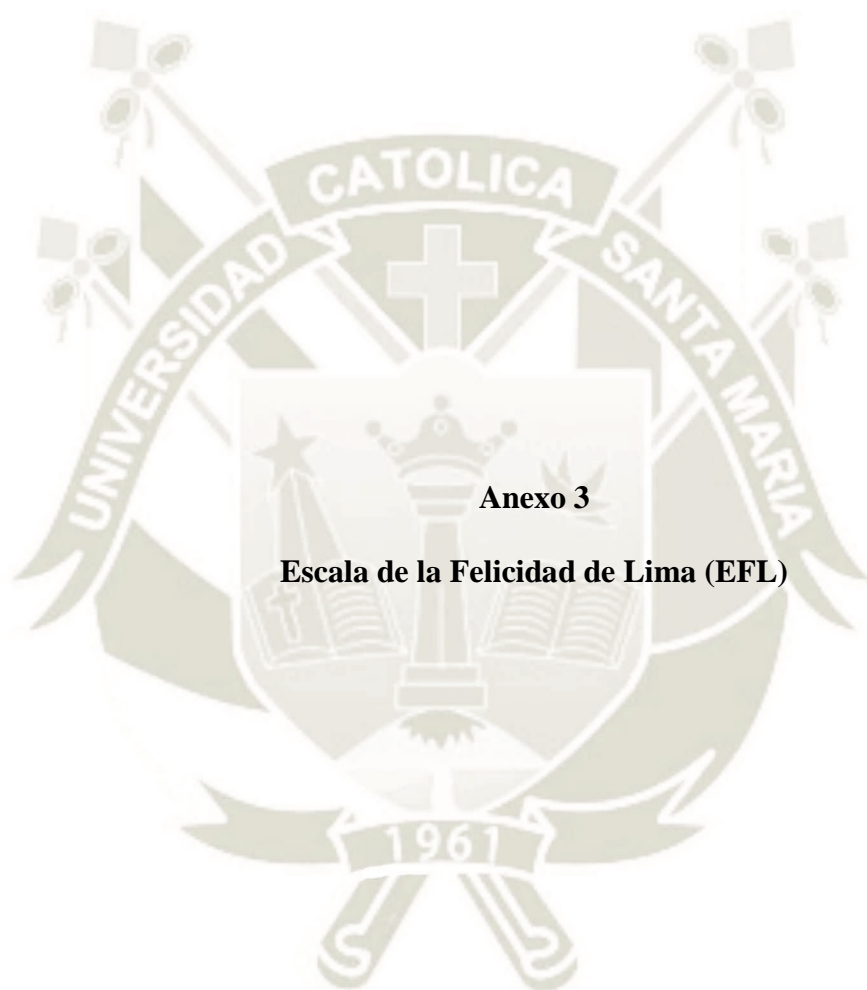 UNIVERSIDAD CATOLICA SANTA MARIA
Anexo 3
Escala de la Felicidad de Lima (EFL)
1961